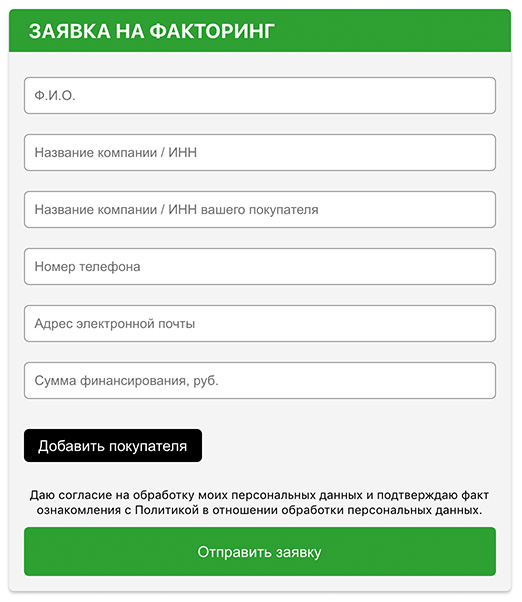 ЗАЯВКА НА ФАКТОРИНГ
Ф.И.О.
Название компании / ИНН
Название компании / ИНН вашего покупателя
Номер телефона
Адрес электронной почты
Сумма финансирования, руб.
Добавить покупателя
Даю согласие на обработку моих персональных данных и подтверждаю факт
ознакомления с Политикой в отношении обработки персональных данных.
Отправить заявку